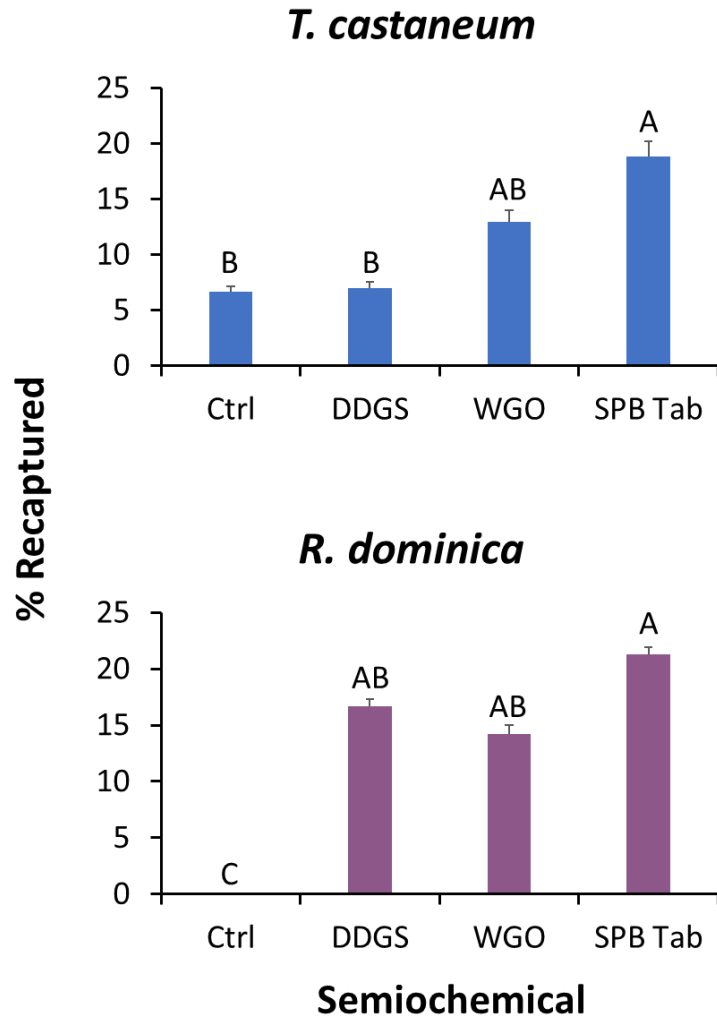 T. castaneum
25
20
15
10
5
0
B
B
AB
A
Ctrl
DDGS
WGO
SPB Tab
% Recaptured
R. dominica
25
20
15
10
5
0
C
AB
AB
A
Ctrl
DDGS
WGO
SPB Tab
Semiochemical